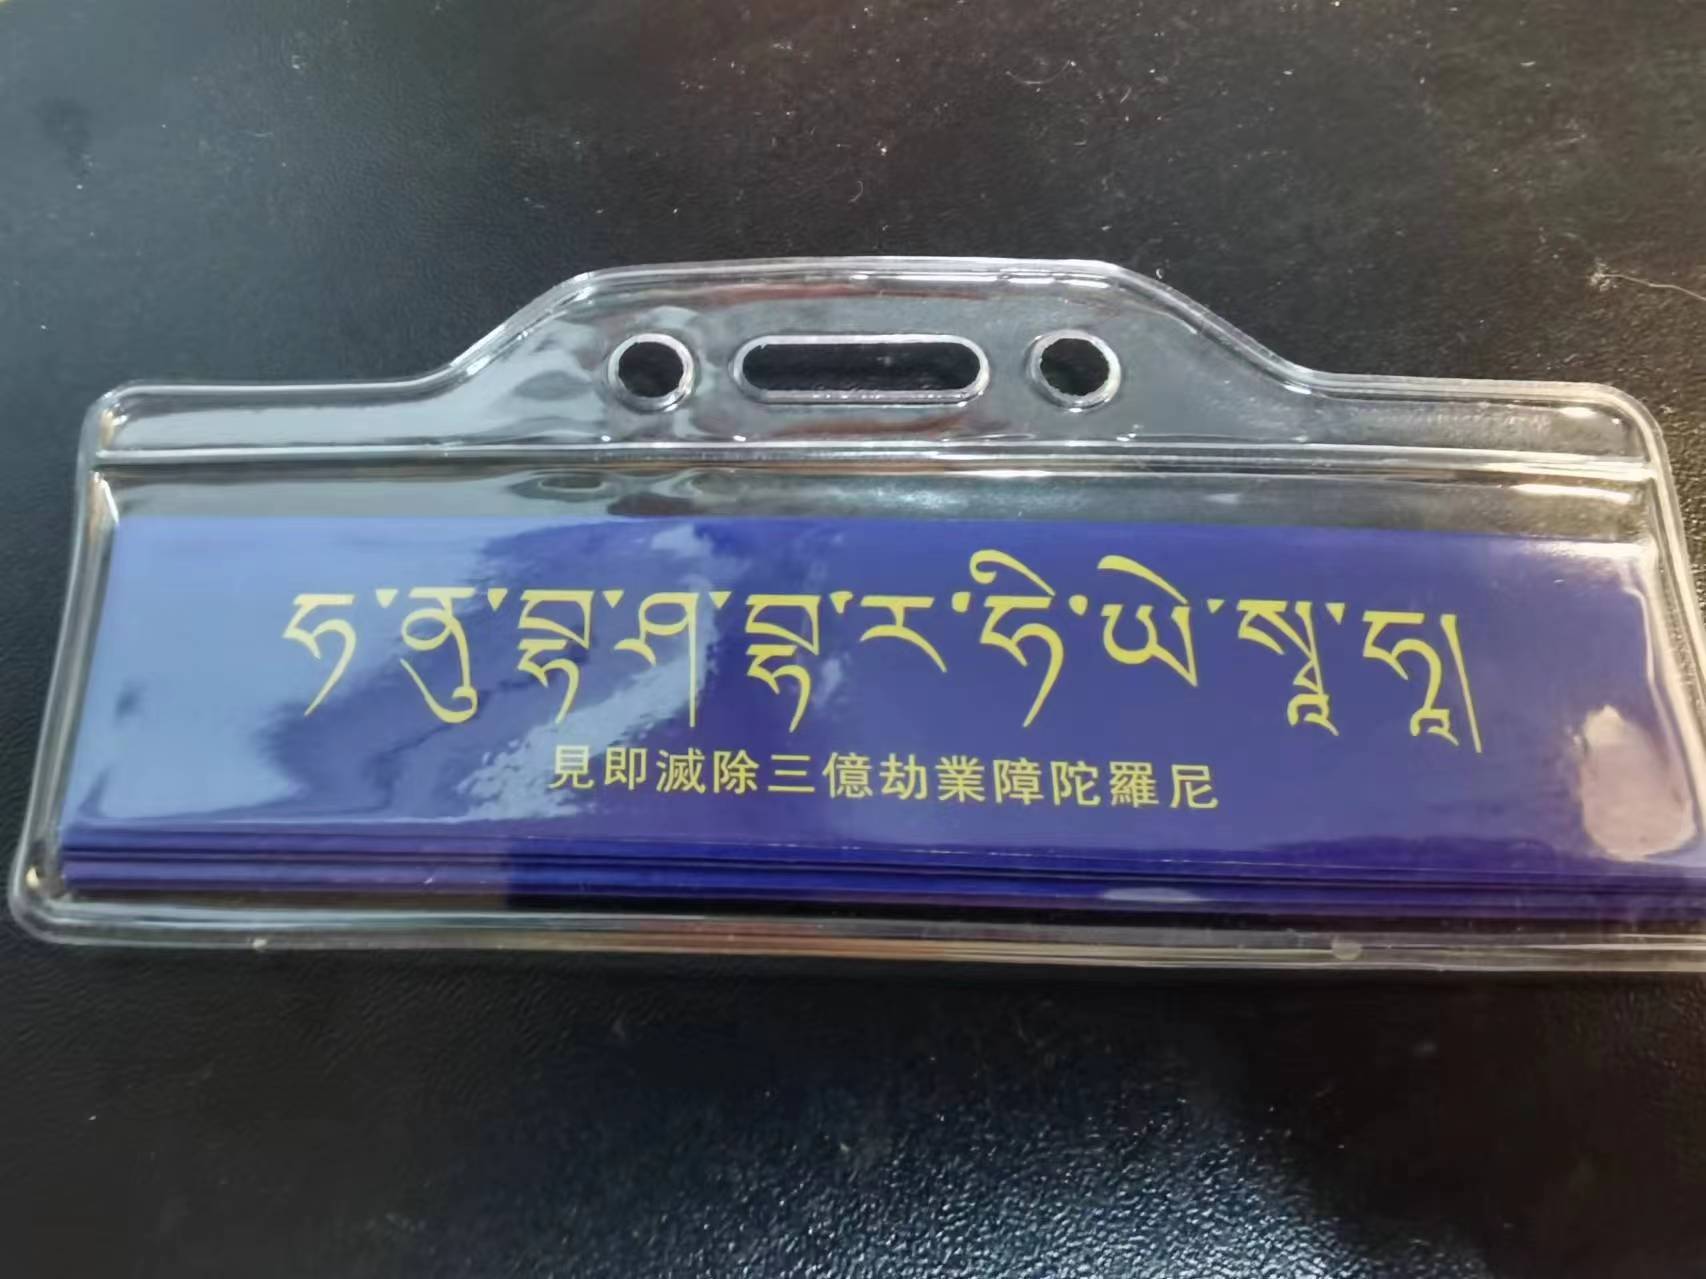 ཧ་ནུ་བྷ་ཤ་བྷ་ར་ཧི་ཡེ་སྭཱ་ཧཱ།
見即滅除三億劫業障陀羅尼